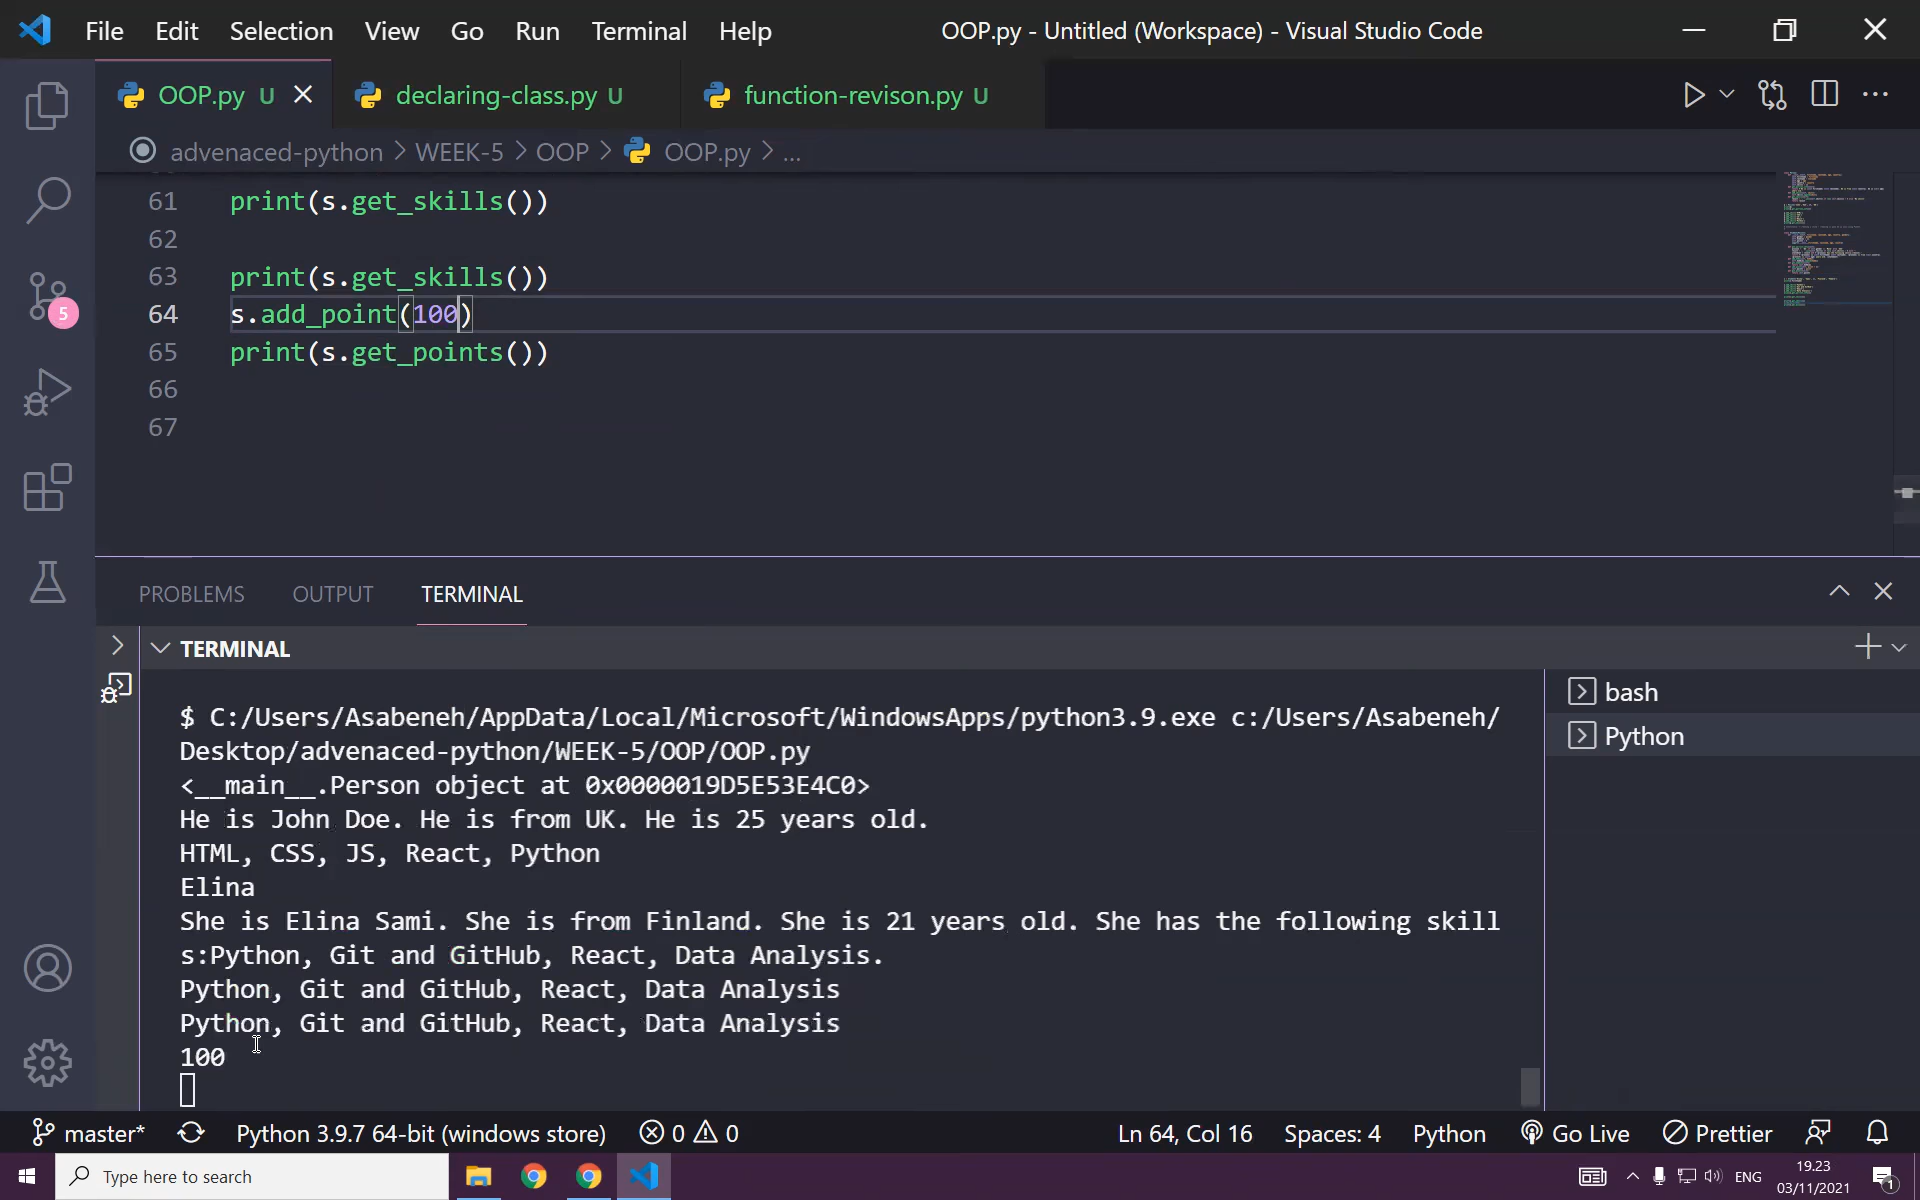 File Edit Selection View Go Run Terminal Help OOP.py - Untitled (Workspace) - Visual Studio Code
OOP.py U declaring-class.py U function-revison.py U
advenaced-python > WEEK-5 > OOP > OOP.py > ...
61 print(s.get_skills())
62
63 print(s.get_skills())
64 s.add_point(100)
65 print(s.get_points())
66
67
5
PROBLEMS OUTPUT TERMINAL
TERMINAL
$ C:/Users/Asabeneh/AppData/Local/Microsoft/WindowsApps/python3.9.exe c:/Users/Asabeneh/
Desktop/advenaced-python/WEEK-5/OOP/OOP.py
<__main__.Person object at 0x0000019D5E53E4C0>
He is John Doe. He is from UK. He is 25 years old.
HTML, CSS, JS, React, Python
Elina
She is Elina Sami. She is from Finland. She is 21 years old. She has the following skill
s:Python, Git and GitHub, React, Data Analysis.
Python, Git and GitHub, React, Data Analysis
Python, Git and GitHub, React, Data Analysis
100
bash
Python
master* Python 3.9.7 64-bit (windows store) 0 0 Ln 64, Col 16 Spaces: 4 Python Go Live Prettier
Type here to search
ENG
19.23
03/11/2021
1